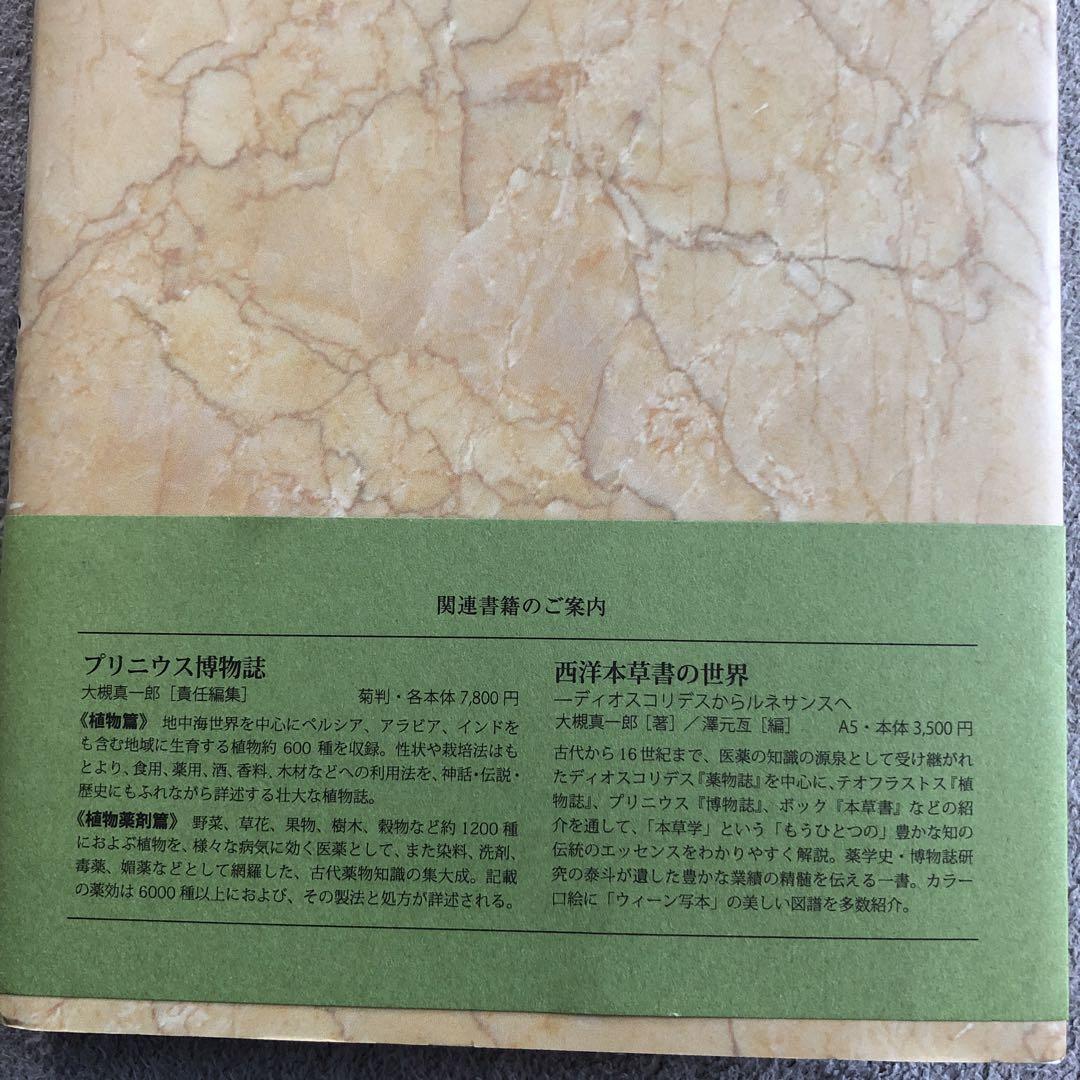 関連書籍のご案内
プリニウス博物誌
大槻真一郎［責任編集］ 菊判・各本体 7,800 円
《植物篇》 地中海世界を中心にペルシア、アラビア、インドを
も含む地域に生育する植物約 600 種を収録。性状や栽培法はも
とより、食用、薬用、酒、香料、木材などへの利用法を、神話・伝説・
歴史にもふれながら詳述する壮大な植物誌。
《植物薬剤篇》 野菜、草花、果物、樹木、穀物など約 1200 種
におよぶ植物を、様々な病気に効く医薬として、また染料、洗剤、
毒薬、媚薬などとして網羅した、古代薬物知識の集大成。記載
の薬効は 6000 種以上におよび、その製法と処方が詳述される。
西洋本草書の世界
―ディオスコリデスからルネサンスへ
大槻真一郎［著］／澤元亙［編］ A5・本体 3,500 円
古代から 16 世紀まで、医薬の知識の源泉として受け継がれ
たディオスコリデス『薬物誌』を中心に、テオフラストス『植
物誌』、プリニウス『博物誌』、ボック『本草書』などの紹
介を通して、「本草学」という「もうひとつの」豊かな知の
伝統のエッセンスをわかりやすく解説。薬学史・博物誌研
究の泰斗が遺した豊かな業績の精髄を伝える一書。カラー
口絵に「ウィーン写本」の美しい図譜を多数紹介。